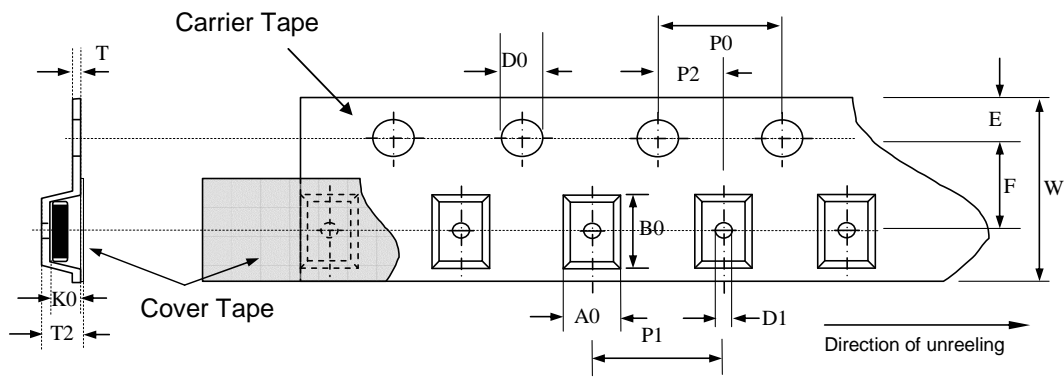 Carrier Tape
T
D0
P0
P2
E
F
W
B0
K0
Cover Tape
T2
A0
D1
P1
Direction of unreeling